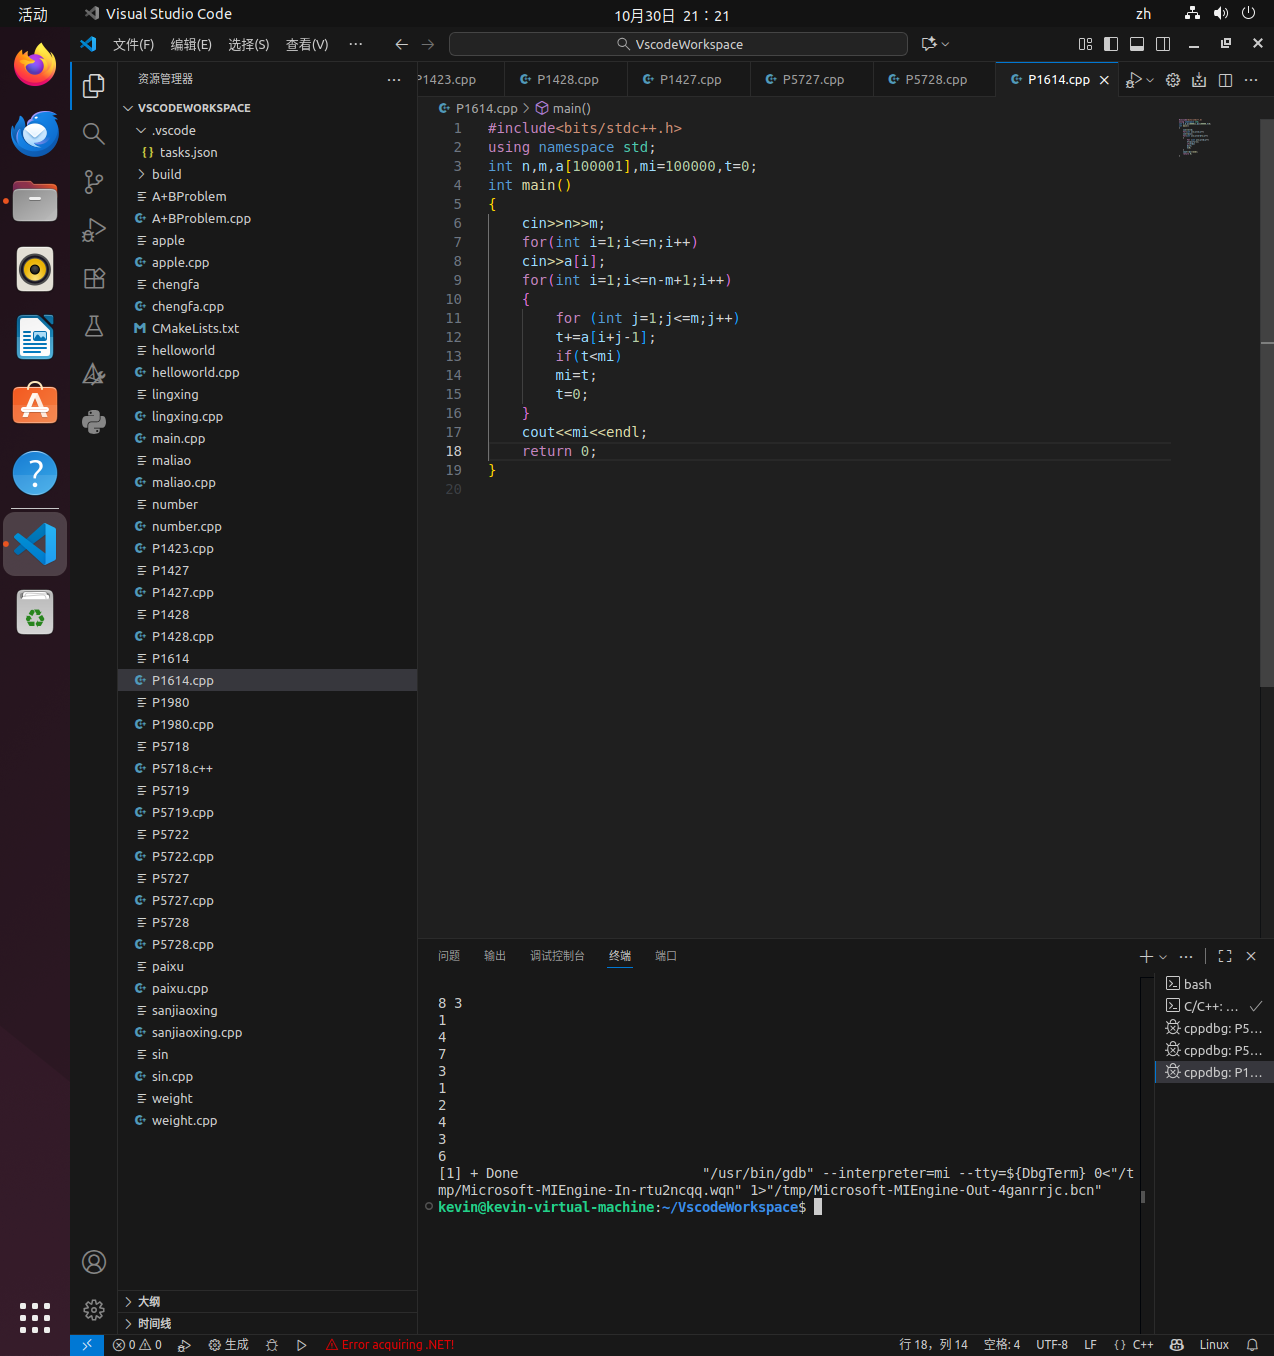 活动
Visual Studio Code
10月30日 21：21
zh
文件(F) 编辑(E) 选择(S) 查看(V) ···
VscodeWorkspace
资源管理器
VSCODEWORKSPACE
.vscode
tasks.json
build
A+BProblem
A+BProblem.cpp
apple
apple.cpp
chengfa
chengfa.cpp
CMakeLists.txt
helloworld
helloworld.cpp
lingxing
lingxing.cpp
main.cpp
maliao
maliao.cpp
number
number.cpp
P1423.cpp
P1427
P1427.cpp
P1428
P1428.cpp
P1614
P1614.cpp
P1980
P1980.cpp
P5718
P5718.c++
P5719
P5719.cpp
P5722
P5722.cpp
P5727
P5727.cpp
P5728
P5728.cpp
paixu
paixu.cpp
sanjiaoxing
sanjiaoxing.cpp
sin
sin.cpp
weight
weight.cpp
大纲
时间线
P1423.cpp P1428.cpp P1427.cpp P5727.cpp P5728.cpp P1614.cpp
P1614.cpp > main()
1 #include<bits/stdc++.h>
2 using namespace std;
3 int n,m,a[100001],mi=100000,t=0;
4 int main()
5 {
6 cin>>n>>m;
7 for(int i=1;i<=n;i++)
8 cin>>a[i];
9 for(int i=1;i<=n-m+1;i++)
10 {
11 for (int j=1;j<=m;j++)
12 t+=a[i+j-1];
13 if(t<mi)
14 mi=t;
15 t=0;
16 }
17 cout<<mi<<endl;
18 return 0;
19 }
20
问题 输出 调试控制台 终端 端口
8 3
1
4
7
3
1
2
4
3
6
[1] + Done "/usr/bin/gdb" --interpreter=mi --tty=${DbgTerm} 0<"/t
mp/Microsoft-MIEngine-In-rtu2ncqq.wqn" 1>"/tmp/Microsoft-MIEngine-Out-4ganrrjc.bcn"
kevin@kevin-virtual-machine:~/VscodeWorkspace$
bash
C/C++: ...
cppdbg: P5...
cppdbg: P5...
cppdbg: P1...
0 0 生成 Error acquiring .NET! 行 18，列 14 空格: 4 UTF-8 LF {} C++ Linux